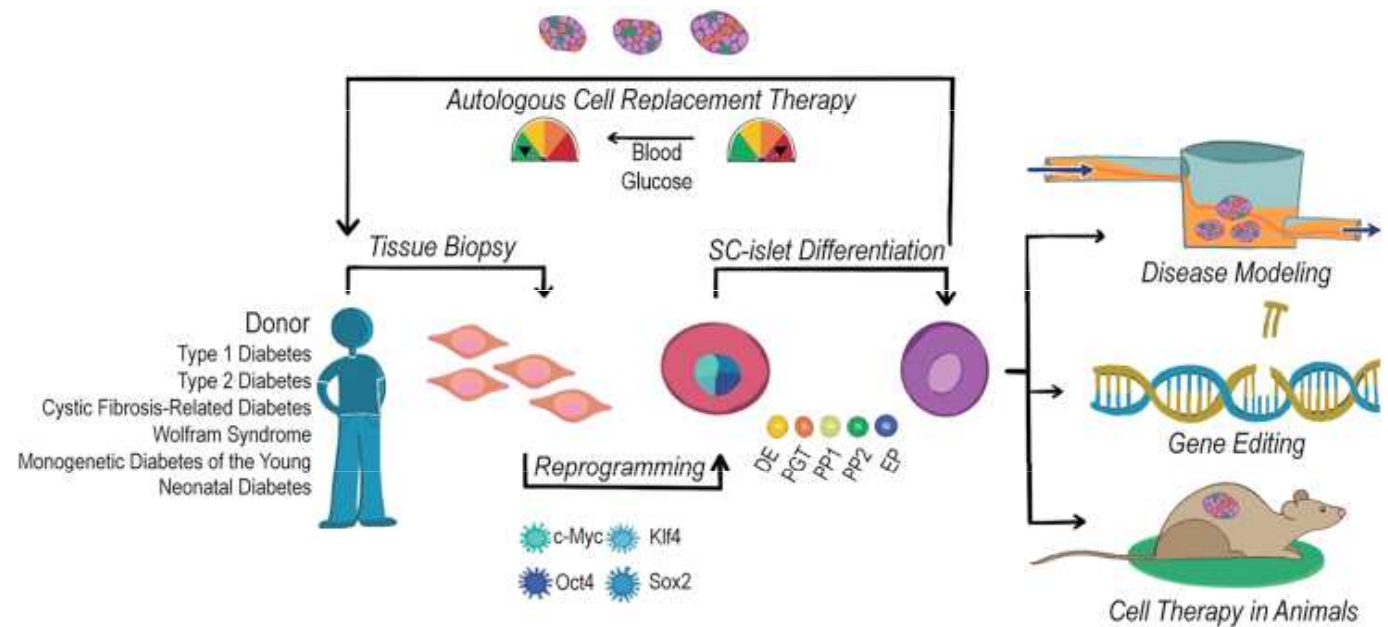 Autologous Cell Replacement Therapy
Blood
Glucose
Tissue Biopsy
SC-islet Differentiation
Donor
Type 1 Diabetes
Type 2 Diabetes
Cystic Fibrosis-Related Diabetes
Wolfram Syndrome
Monogenetic Diabetes of the Young
Neonatal Diabetes
Reprogramming
c-Myc Klf4
Oct4 Sox2
DE PGT PP1 PP2 EP
Disease Modeling
Gene Editing
Cell Therapy in Animals